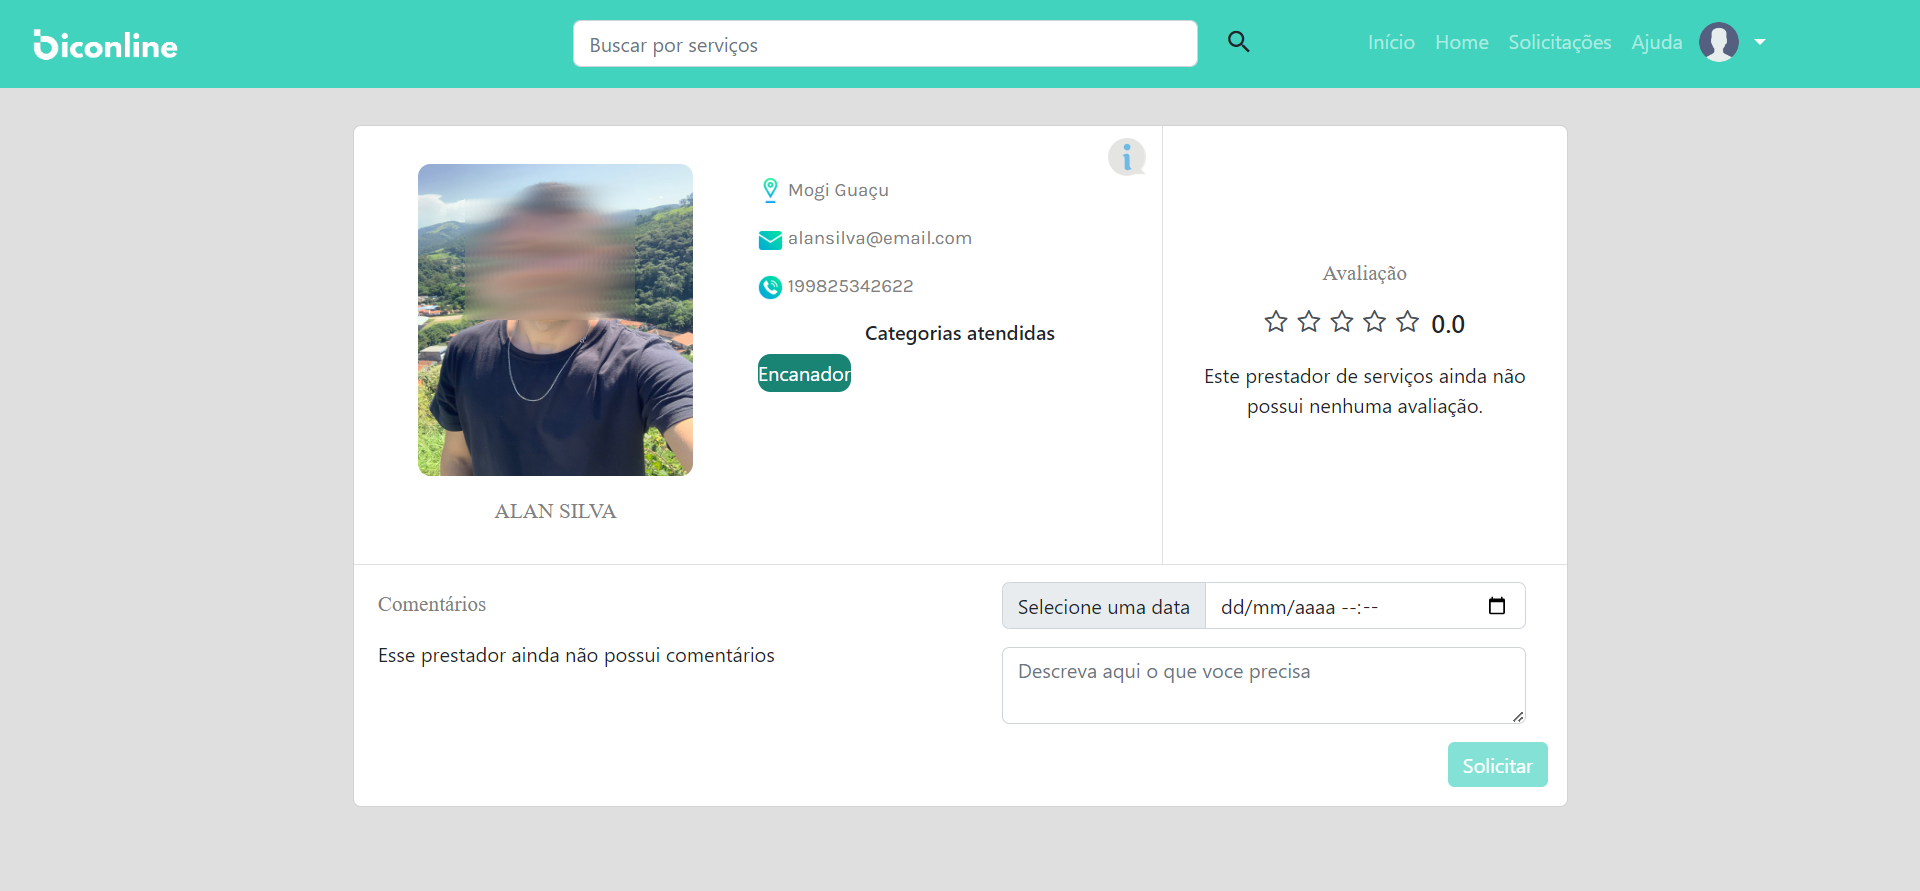 biconline
Buscar por serviços
Início Home Solicitações Ajuda
Mogi Guaçu
alansilva@email.com
199825342622
Categorias atendidas
Encanador
ALAN SILVA
Avaliação
0.0
Este prestador de serviços ainda não
possui nenhuma avaliação.
Comentários
Esse prestador ainda não possui comentários
Selecione uma data dd/mm/aaaa --:--
Descreva aqui o que voce precisa
Solicitar